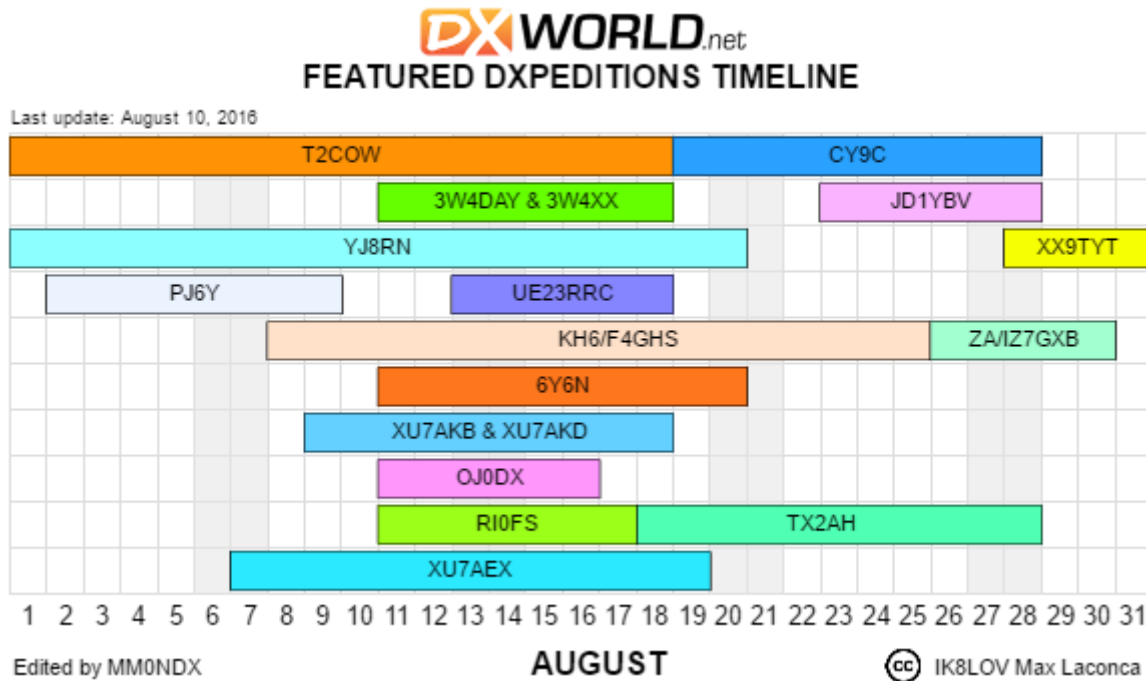 DX WORLD.net
FEATURED DXPEDITIONS TIMELINE
Last update: August 10, 2016
T2COW CY9C
3W4DAY & 3W4XX JD1YBV
YJ8RN XX9TYT
PJ6Y UE23RRC
KH6/F4GHS ZA/IZ7GXB
6Y6N
XU7AKB & XU7AKD
OJ0DX
RI0FS TX2AH
XU7AEX
1 2 3 4 5 6 7 8 9 10 11 12 13 14 15 16 17 18 19 20 21 22 23 24 25 26 27 28 29 30 31
Edited by MM0NDX AUGUST cc IK8LOV Max Laconca